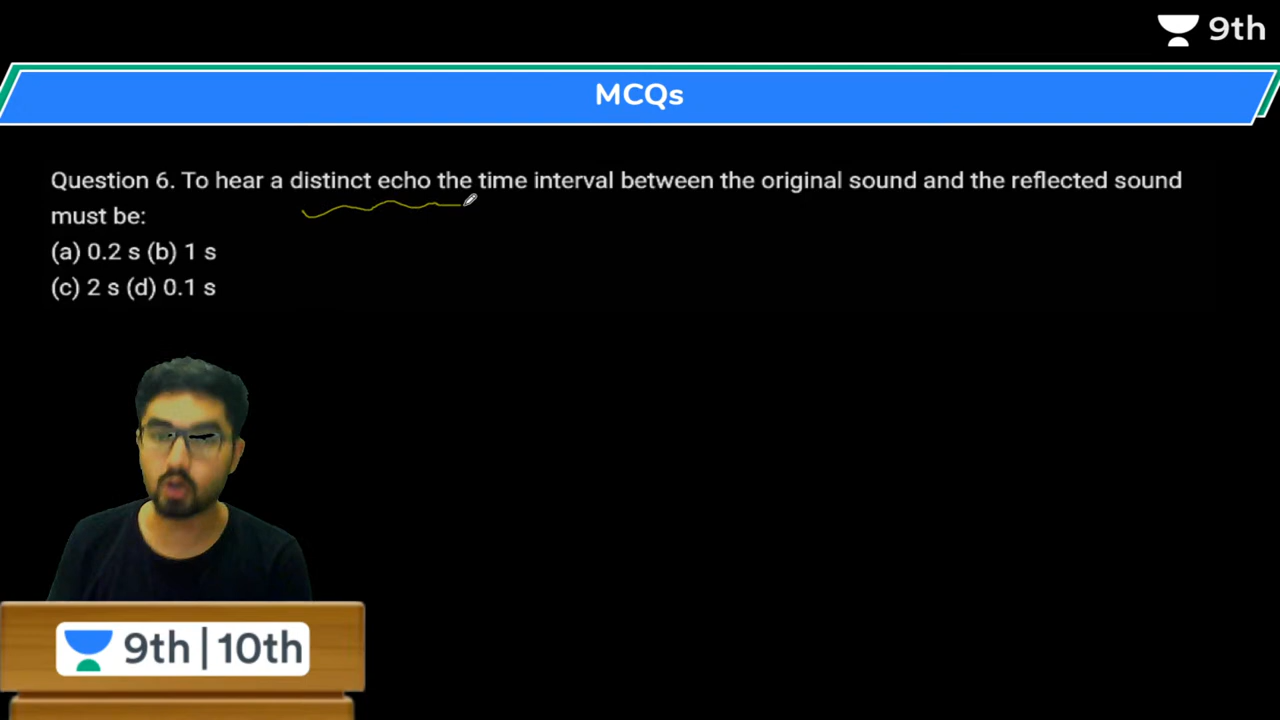 9th
MCQs
Question 6. To hear a distinct echo the time interval between the original sound and the reflected sound
must be:
(a) 0.2 s (b) 1 s
(c) 2 s (d) 0.1 s
9th | 10th